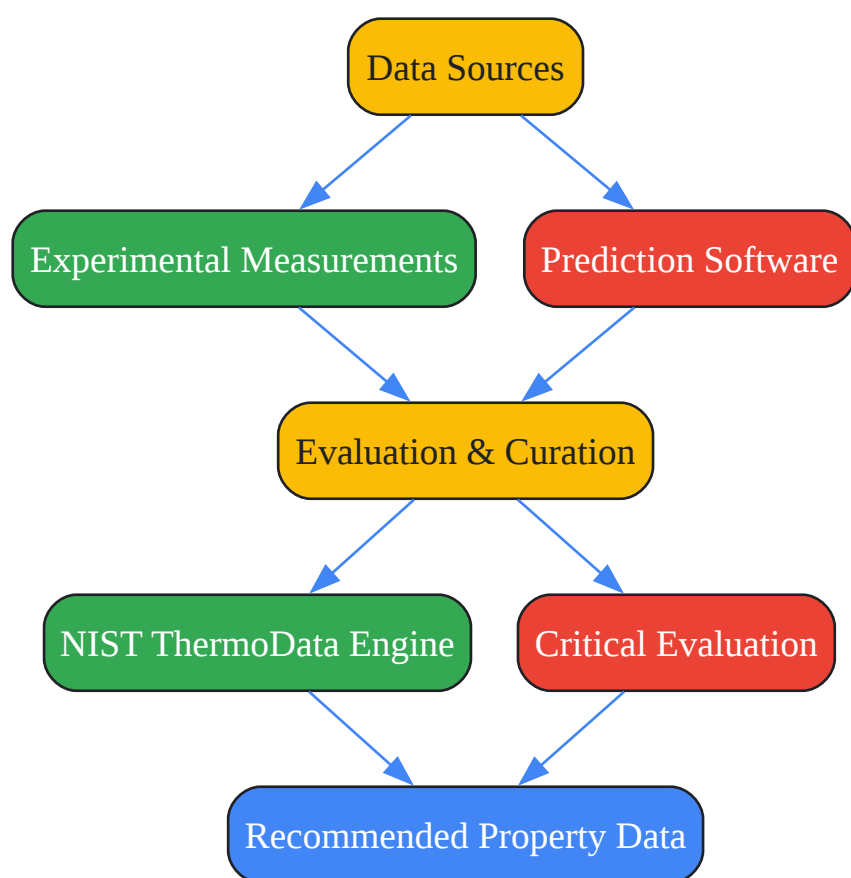 Data Sources
Experimental Measurements
Prediction Software
Evaluation & Curation
NIST ThermoData Engine
Critical Evaluation
Recommended Property Data